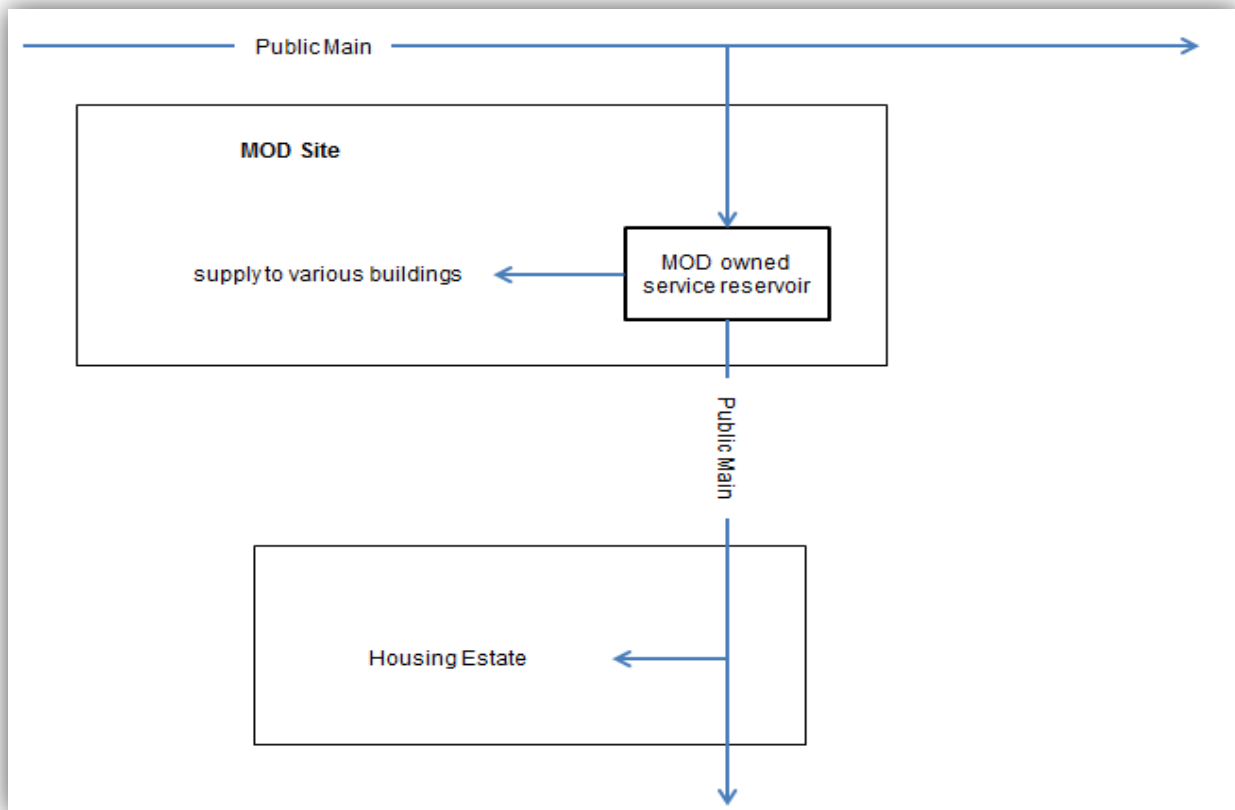 Public Main
MOD Site
supply to various buildings
MOD owned
service reservoir
Public Main
Housing Estate